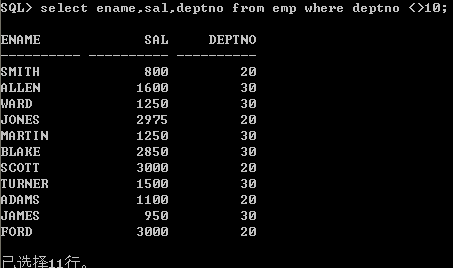 SQL> select ename,sal,deptno from emp where deptno <>10;
ENAME SAL DEPTNO
---------- ---------- ----------
SMITH 800 20
ALLEN 1600 30
WARD 1250 30
JONES 2975 20
MARTIN 1250 30
BLAKE 2850 30
SCOTT 3000 20
TURNER 1500 30
ADAMS 1100 20
JAMES 950 30
FORD 3000 20
已选择11行。